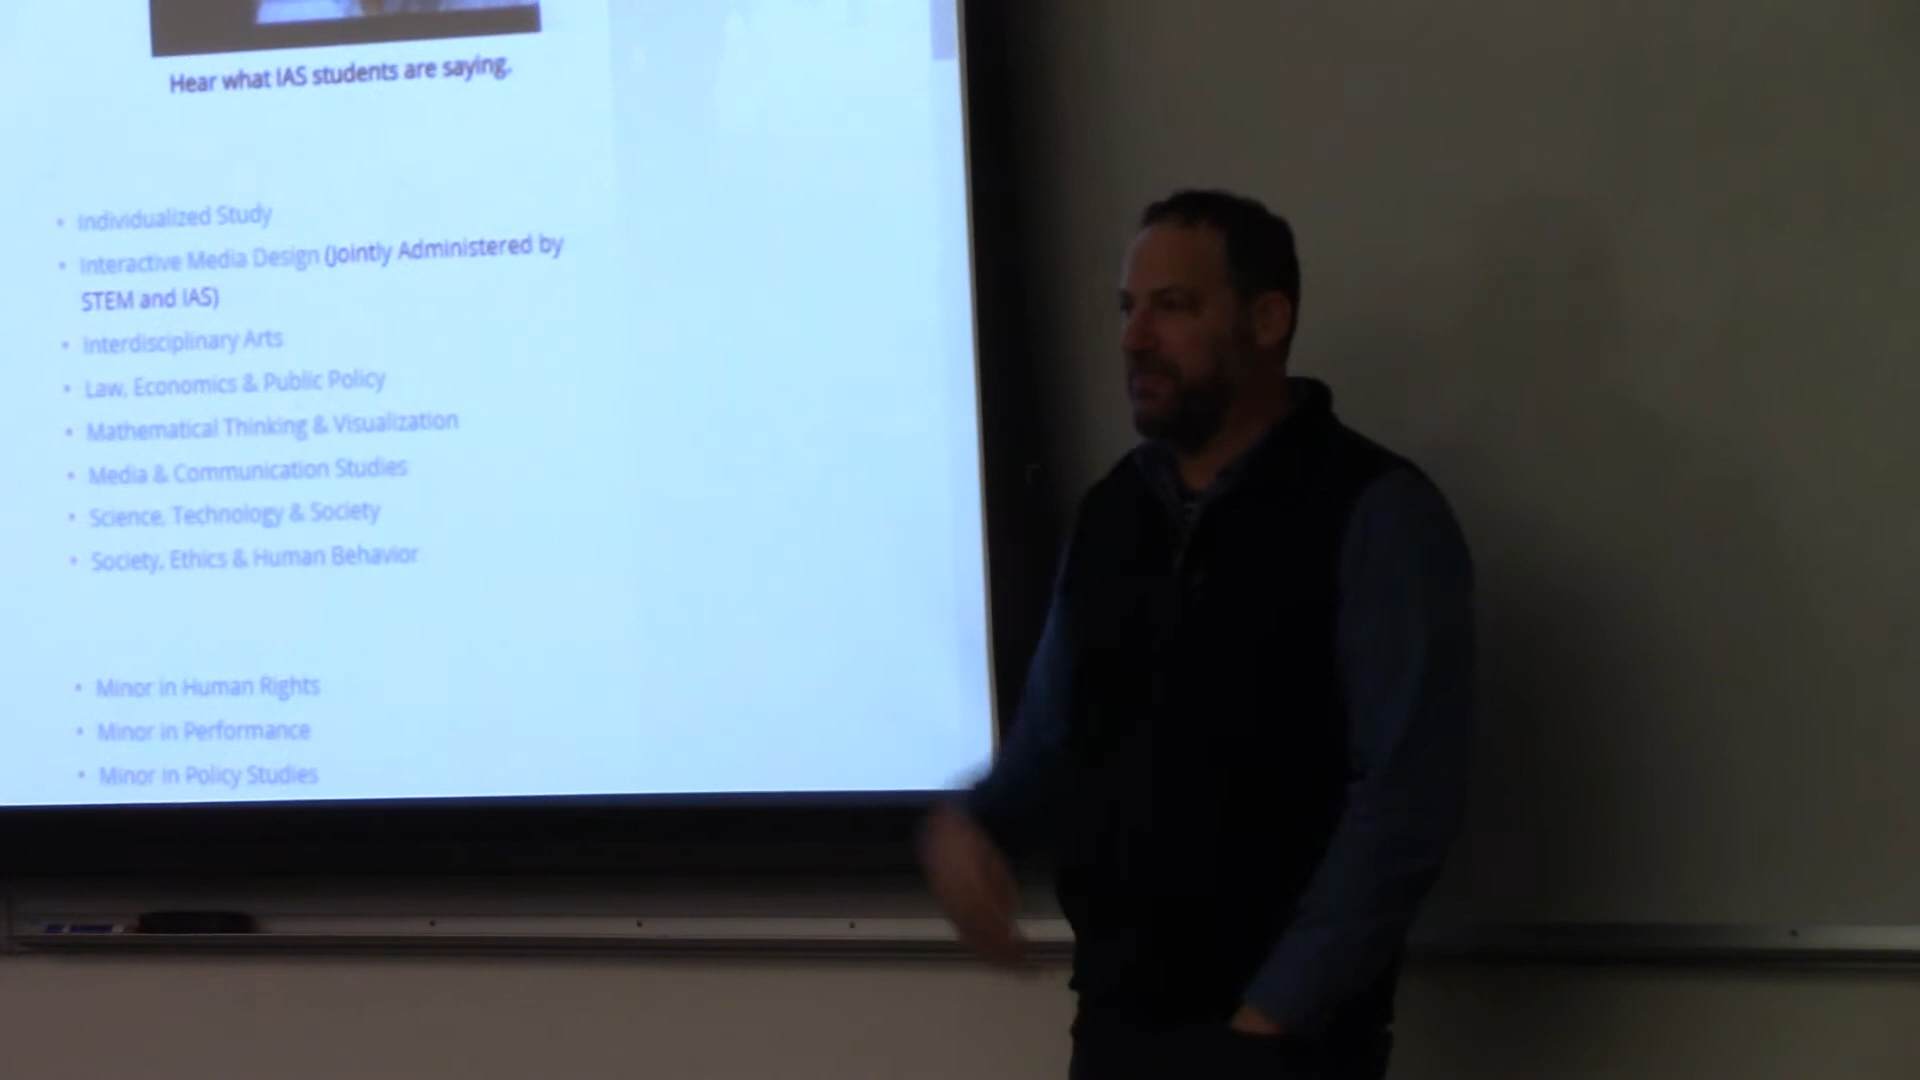 Hear what IAS students are saying.
• Individualized Study
• Interactive Media Design (Jointly Administered by
STEM and IAS)
• Interdisciplinary Arts
• Law, Economics & Public Policy
• Mathematical Thinking & Visualization
• Media & Communication Studies
• Science, Technology & Society
• Society, Ethics & Human Behavior
• Minor in Human Rights
• Minor in Performance
• Minor in Policy Studies